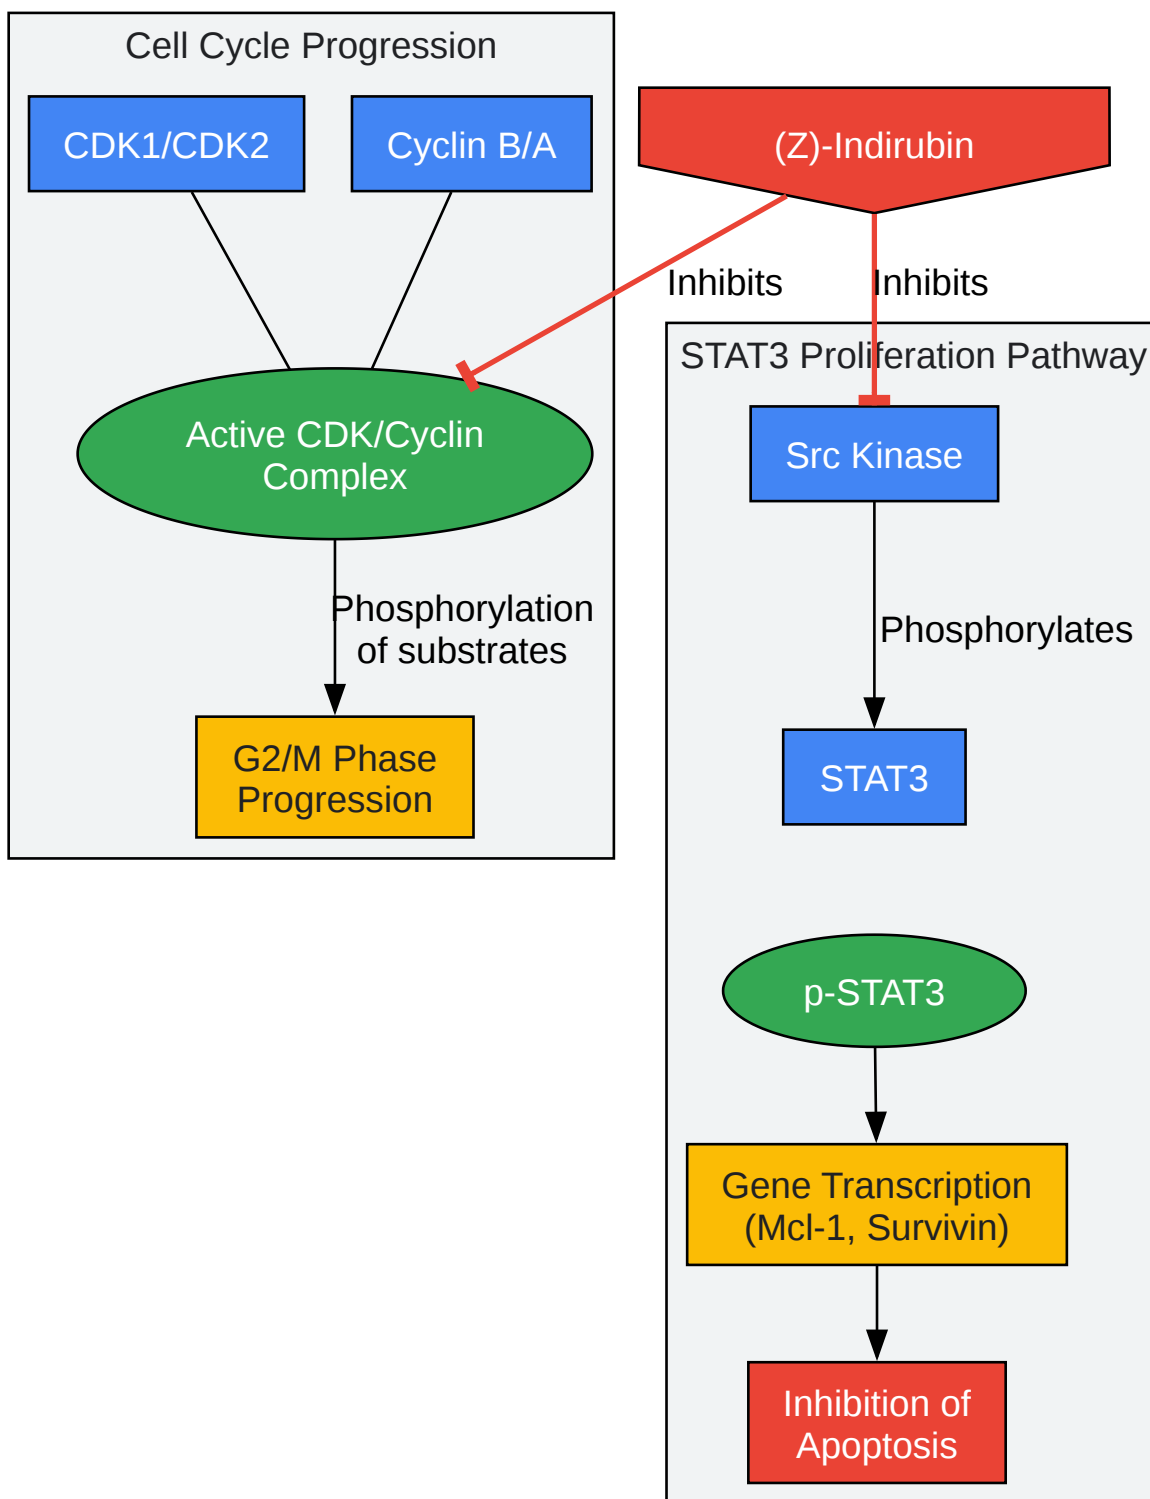 Cell Cycle Progression
CDK1/CDK2
Cyclin B/A
(Z)-Indirubin
Inhibits
Inhibits
STAT3 Proliferation Pathway
Active CDK/Cyclin
Complex
Src Kinase
Phosphorylation
of substrates
Phosphorylates
G2/M Phase
Progression
STAT3
p-STAT3
Gene Transcription
(Mcl-1, Survivin)
Inhibition of
Apoptosis